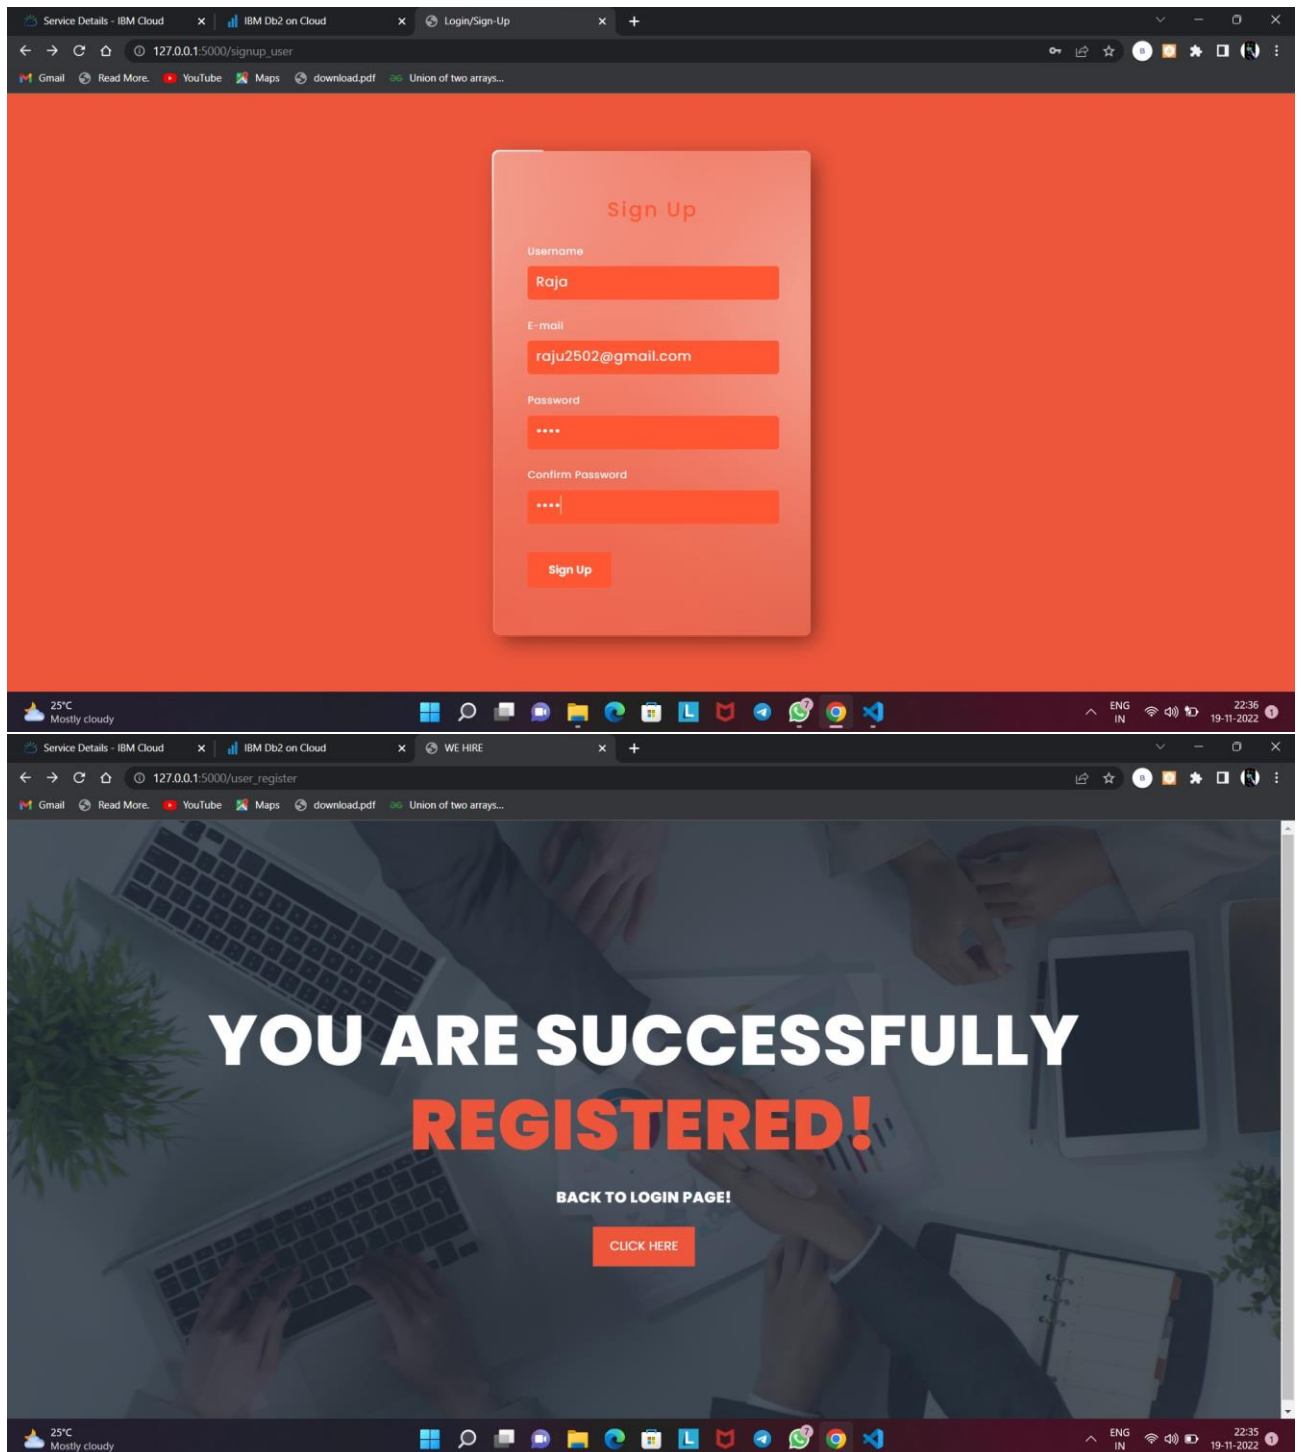 Service Details - IBM Cloud
IBM Db2 on Cloud
Login/Sign-Up
127.0.0.1:5000/signup_user
B
Gmail
Read More.
YouTube
Maps
download.pdf
Union of two arrays...
Sign Up
Username
Raja
E-mail
raju2502@gmail.com
Password
••••
Confirm Password
••••
Sign Up
25°C
Mostly cloudy
L
7
ENG
IN
22:36
19-11-2022
1
Service Details - IBM Cloud
IBM Db2 on Cloud
WE HIRE
127.0.0.1:5000/user_register
B
Gmail
Read More.
YouTube
Maps
download.pdf
Union of two arrays...
YOU ARE SUCCESSFULLY
REGISTERED!
BACK TO LOGIN PAGE!
CLICK HERE
25°C
Mostly cloudy
L
7
ENG
IN
22:35
19-11-2022
1